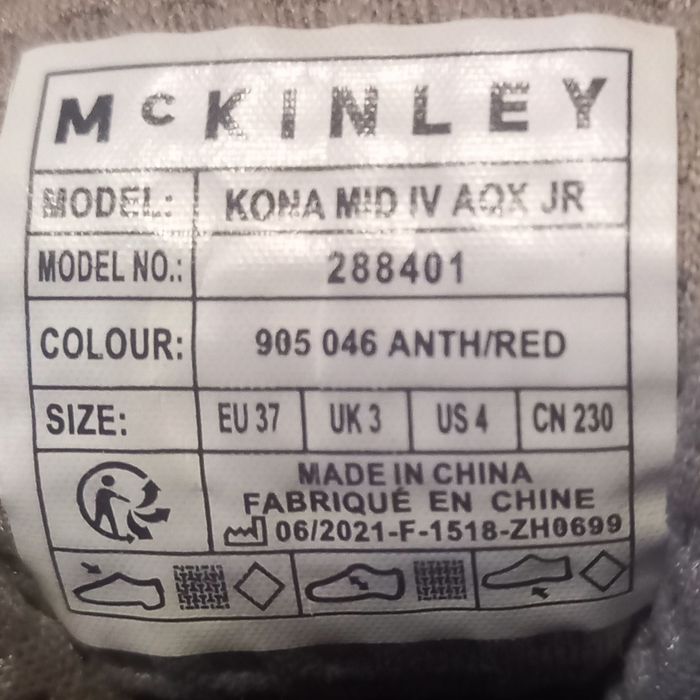 McKINLEY
MODEL: KONA MID IV AQX JR
MODEL NO.: 288401
COLOUR: 905 046 ANTH/RED
SIZE: EU 37 UK 3 US 4 CN 230
MADE IN CHINA
FABRIQUÉ EN CHINE
06/2021-F-1518-ZH0699